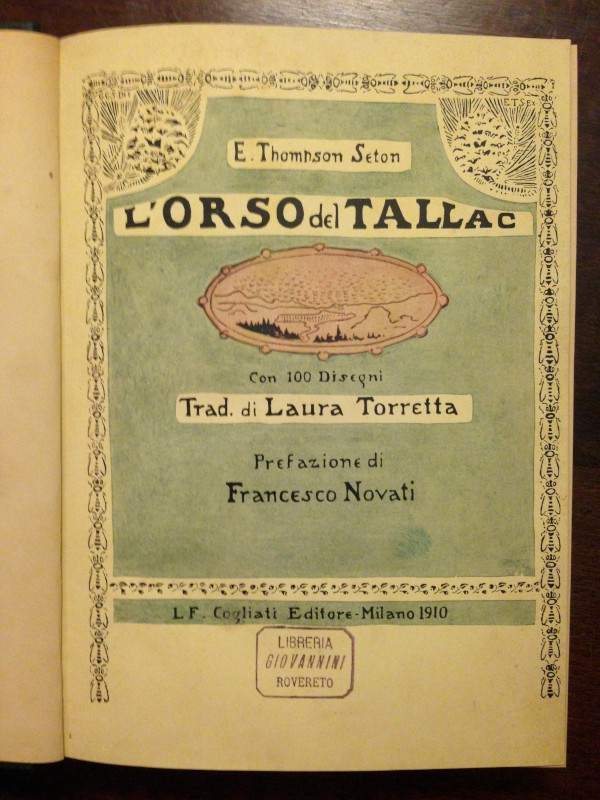 E.T.Se
E. Thompson Seton
L'ORSO del TALLAC
Con 100 Disegni
Trad. di Laura Torretta
Prefazione di
Francesco Novati
L. F. Cogliati Editore - Milano 1910
LIBRERIA
GIOVANNINI
ROVERETO